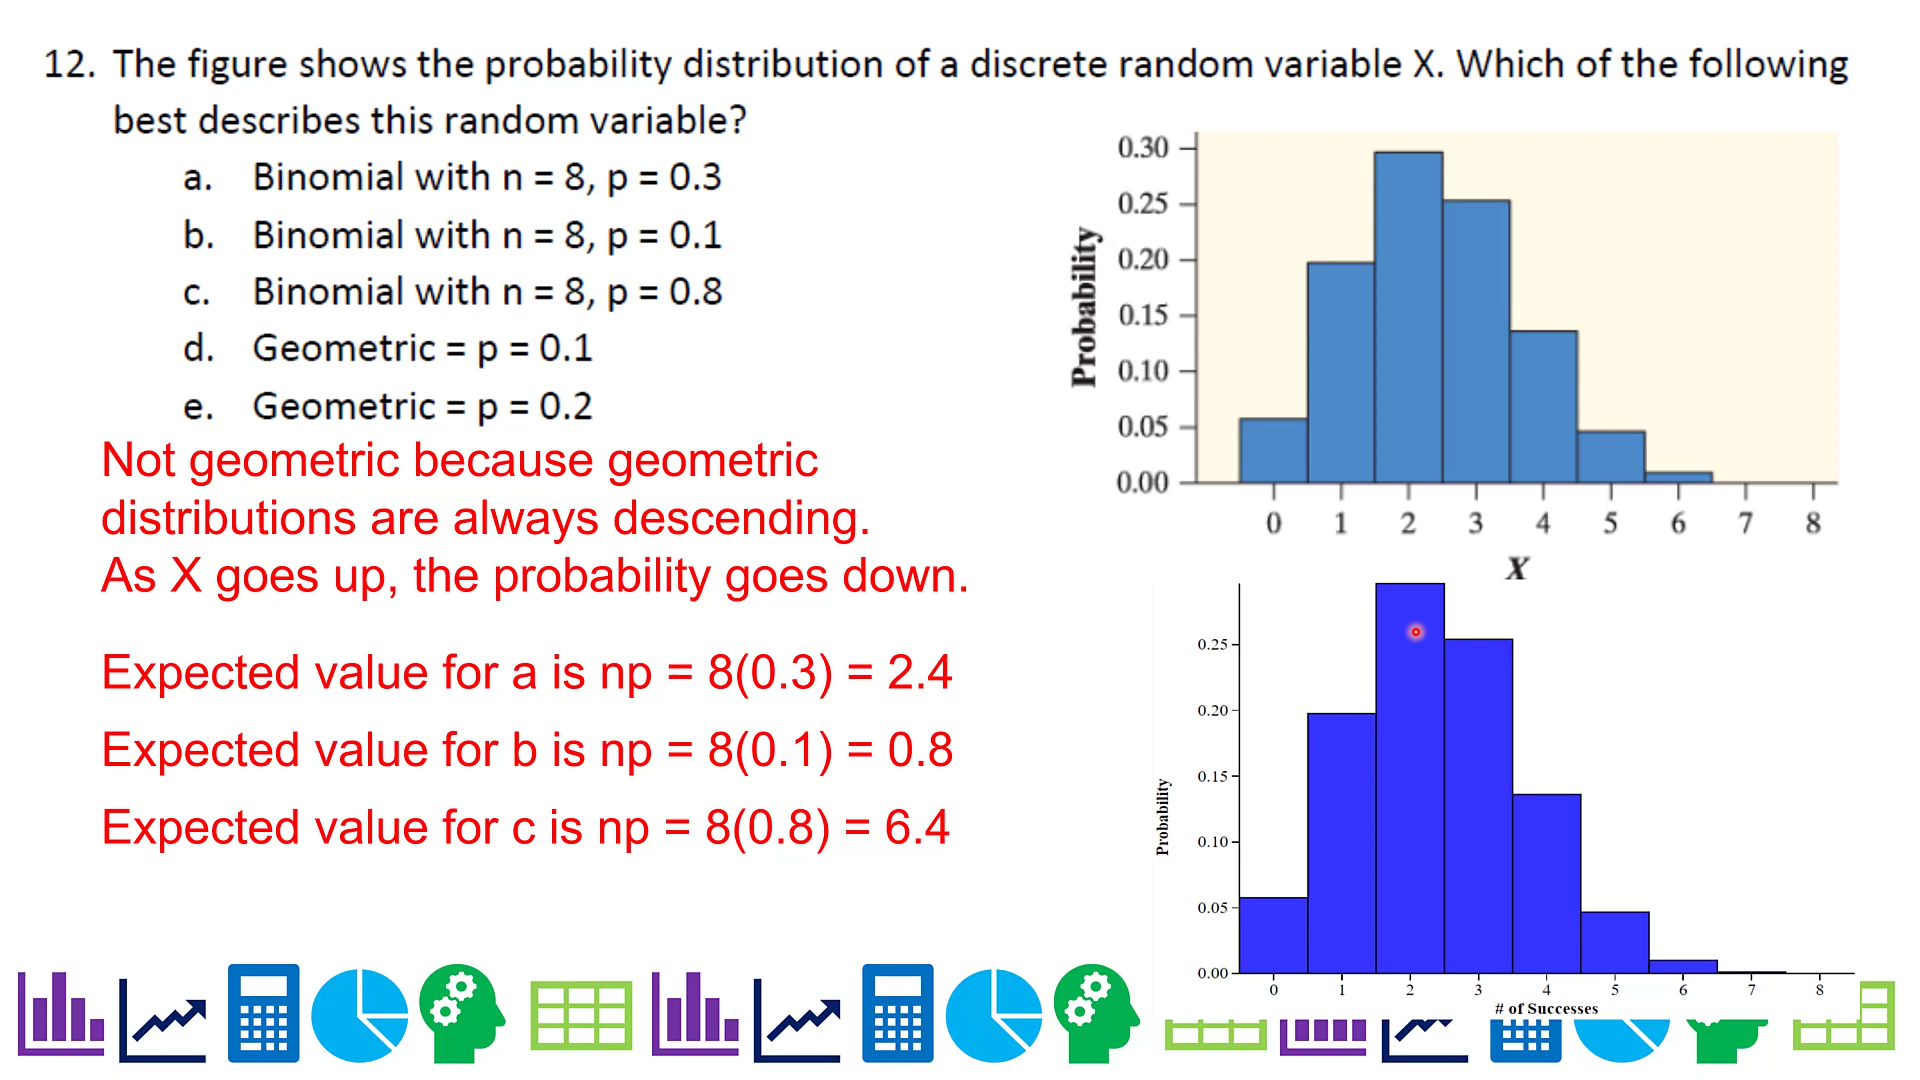 12. The figure shows the probability distribution of a discrete random variable X. Which of the following
best describes this random variable?
a. Binomial with n = 8, p = 0.3
b. Binomial with n = 8, p = 0.1
c. Binomial with n = 8, p = 0.8
d. Geometric = p = 0.1
e. Geometric = p = 0.2
Not geometric because geometric
distributions are always descending.
As X goes up, the probability goes down.
Expected value for a is np = 8(0.3) = 2.4
Expected value for b is np = 8(0.1) = 0.8
Expected value for c is np = 8(0.8) = 6.4
Probability
0.30
0.25
0.20
0.15
0.10
0.05
0.00
0 1 2 3 4 5 6 7 8
X
Probability
0.25
0.20
0.15
0.10
0.05
0.00
0 1 2 3 4 5 6 7 8
# of Successes